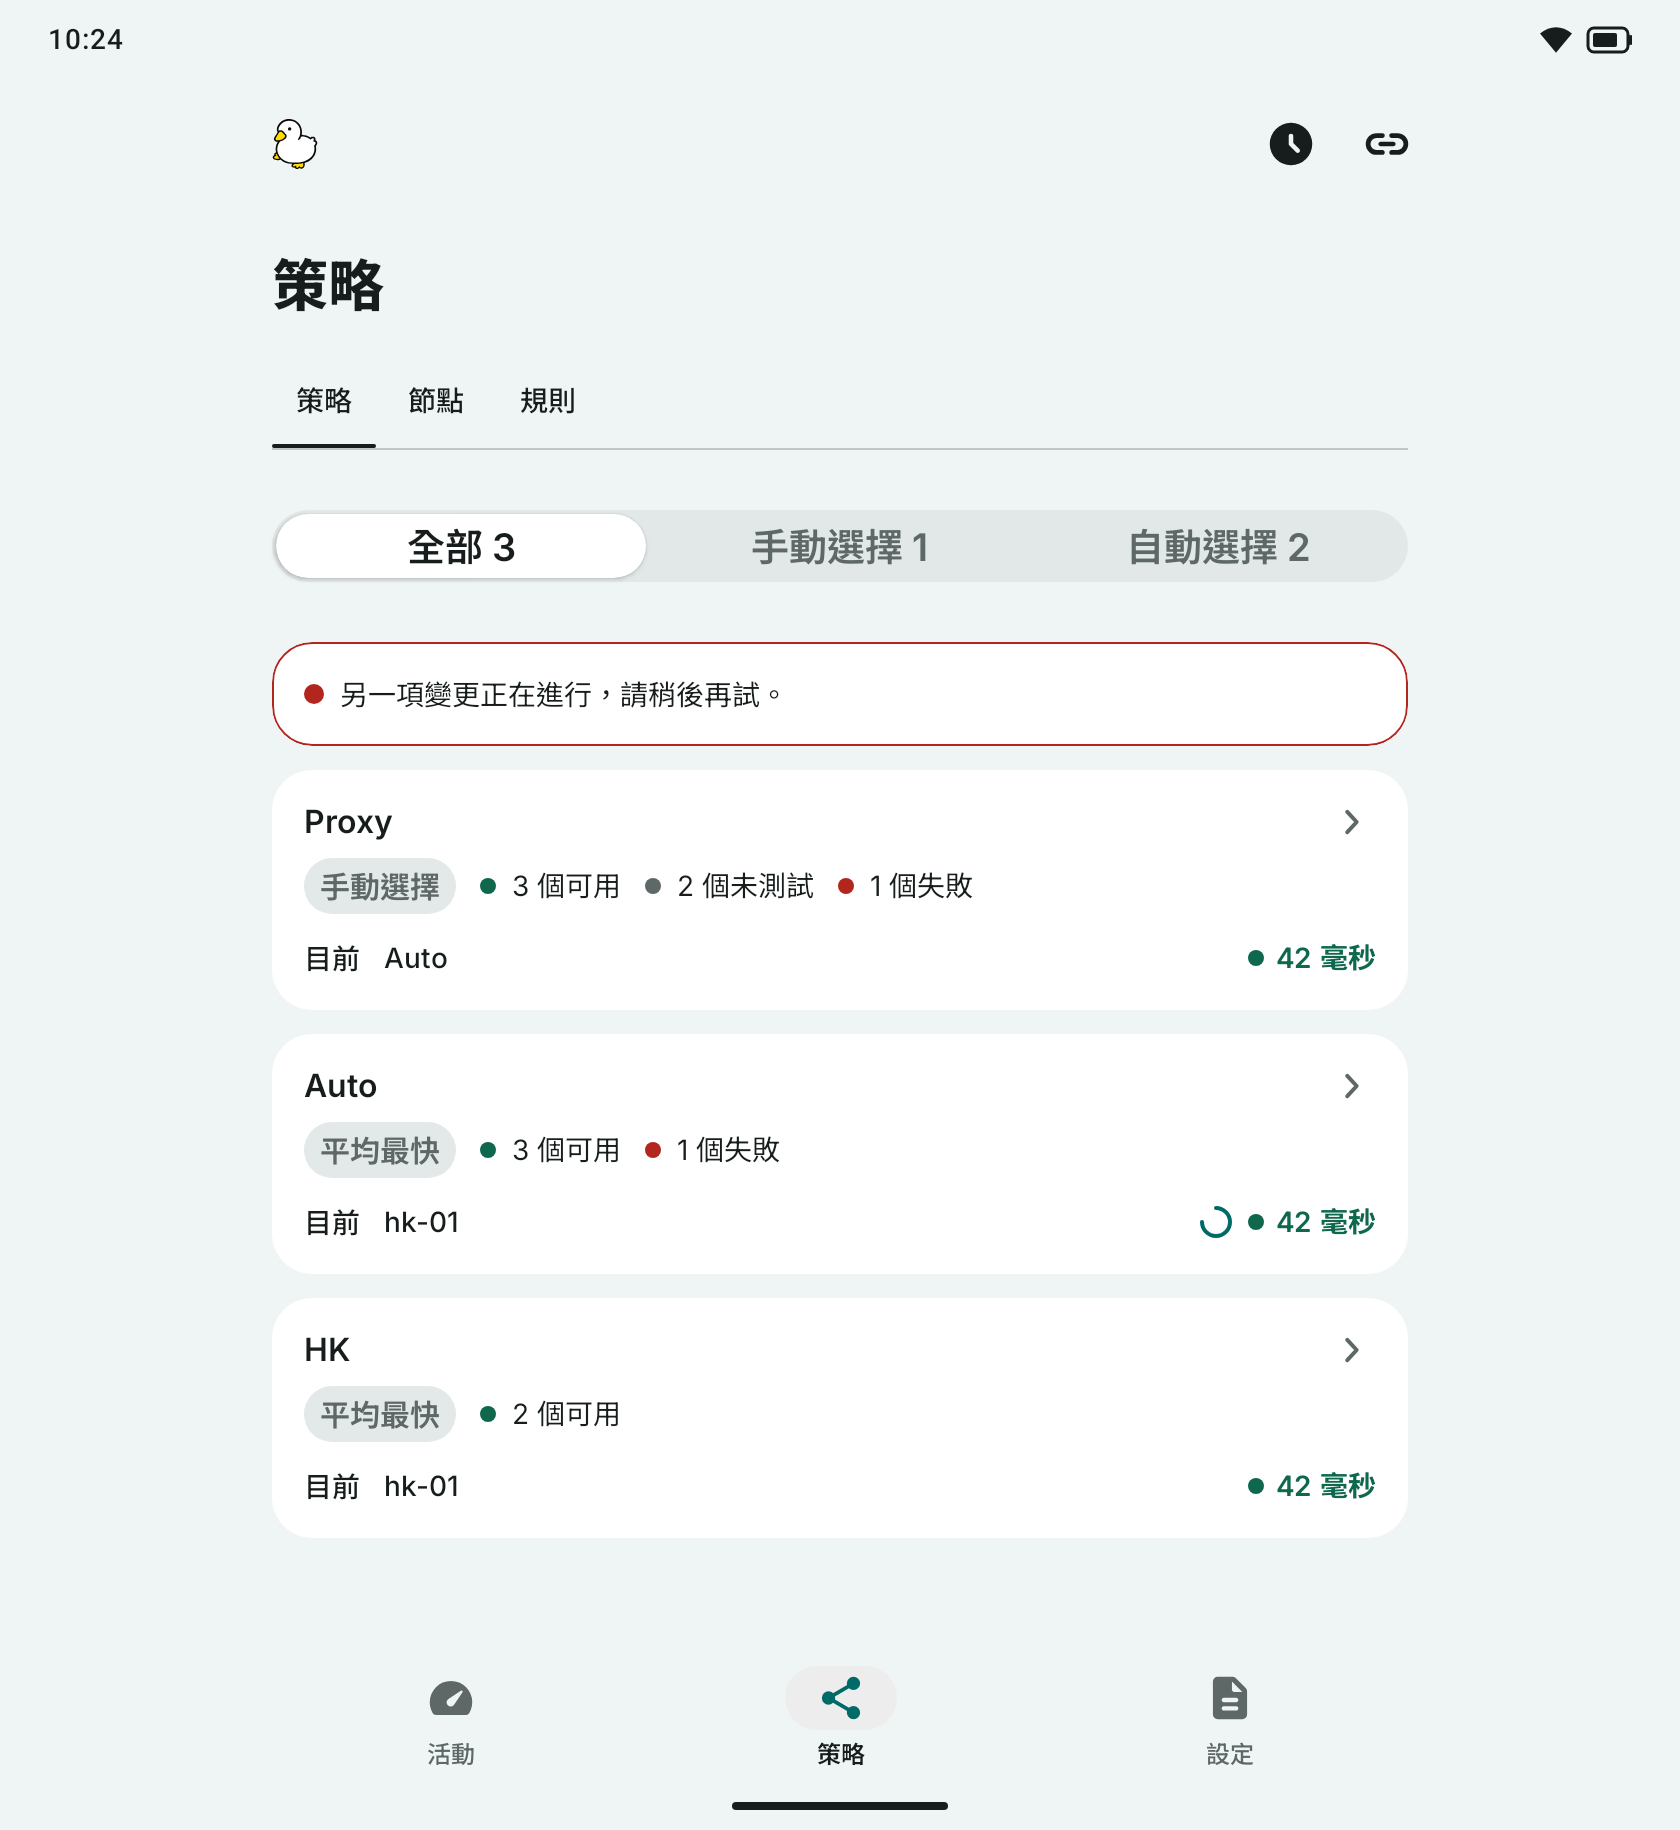 10:24
策略
策略 節點 規則
全部 3 手動選擇 1 自動選擇 2
另一項變更正在進行，請稍後再試。
Proxy
手動選擇 3 個可用 2 個未測試 1 個失敗
目前 Auto 42 毫秒
Auto
平均最快 3 個可用 1 個失敗
目前 hk-01 42 毫秒
HK
平均最快 2 個可用
目前 hk-01 42 毫秒
活動 策略 設定